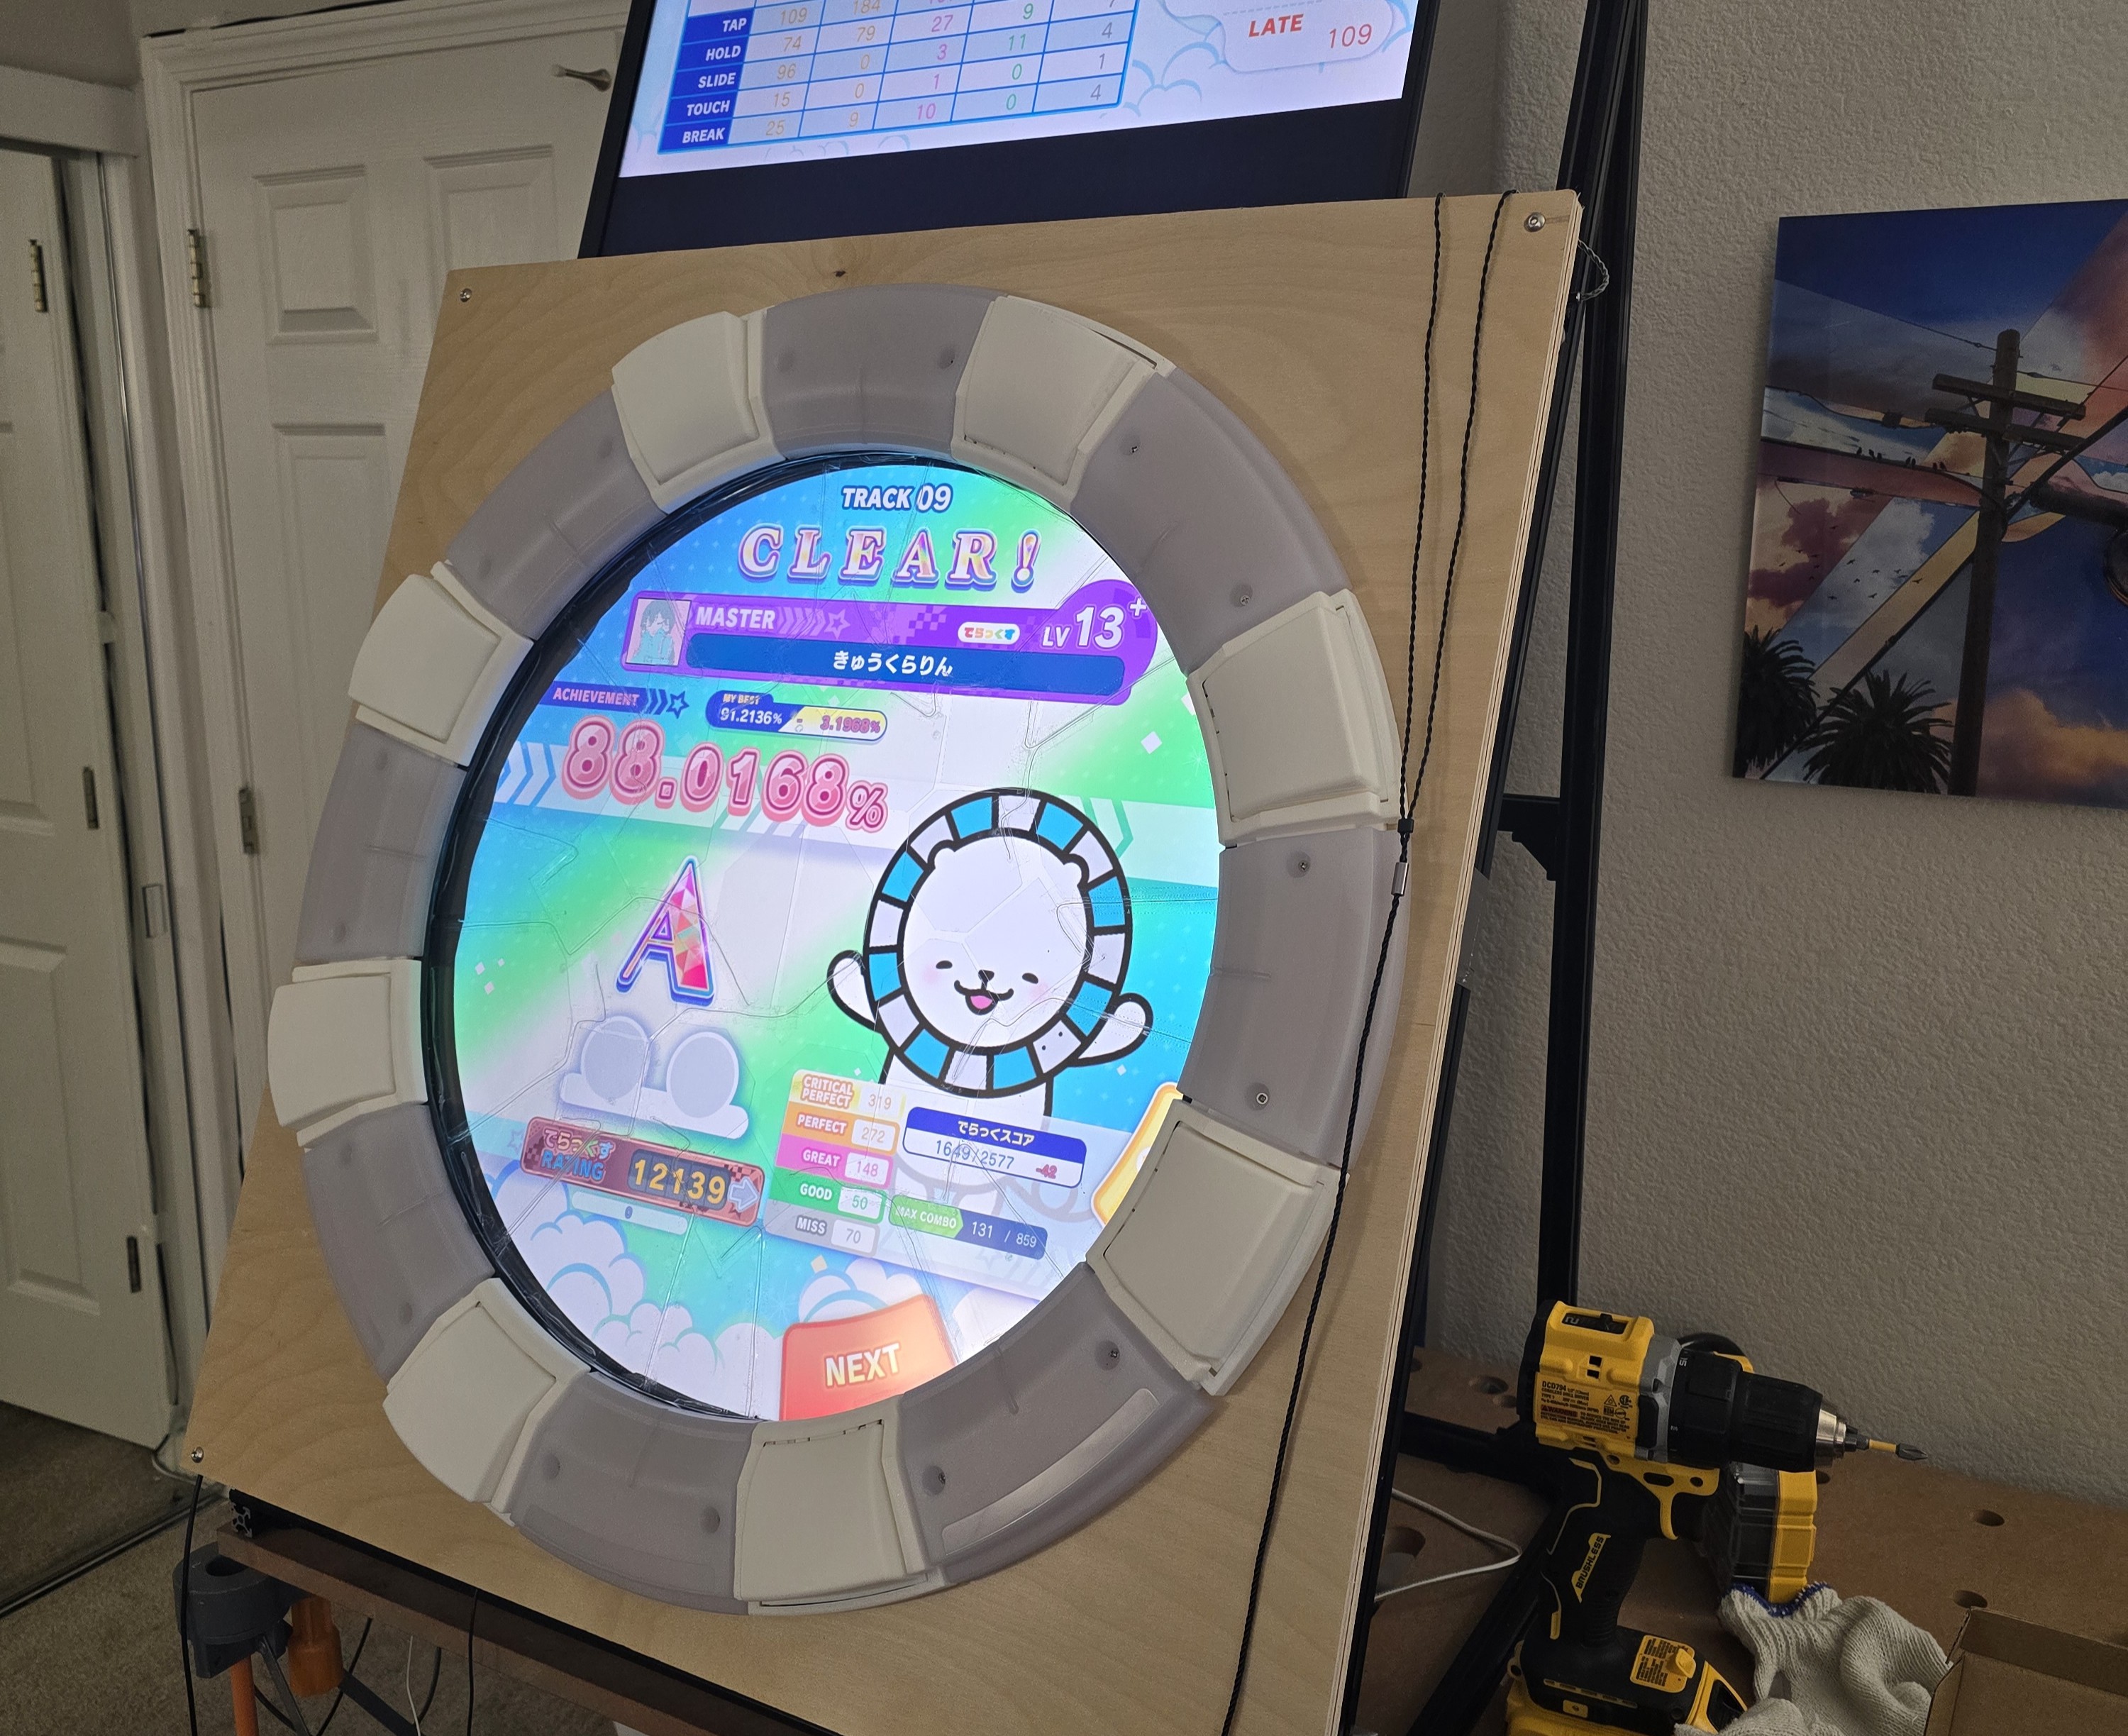 TAP 109 184
HOLD 74 79 27 9
SLIDE 96 0 3 11 4
TOUCH 15 0 1 0 1
BREAK 25 9 10 0 4
LATE 109
TRACK 09
CLEAR!
MASTER でらっくす LV 13+
きゅうくらりん
ACHIEVEMENT
MY BEST
91.2136% - 3.1968%
88.0168%
A
CRITICAL PERFECT 319
PERFECT 272
GREAT 148
GOOD 50
MISS 70
でらっくスコア
1649/2577 -42
MAX COMBO 131 / 859
でらっくす
RATING 12139
0
NEXT
DCD794
BRUSHLESS